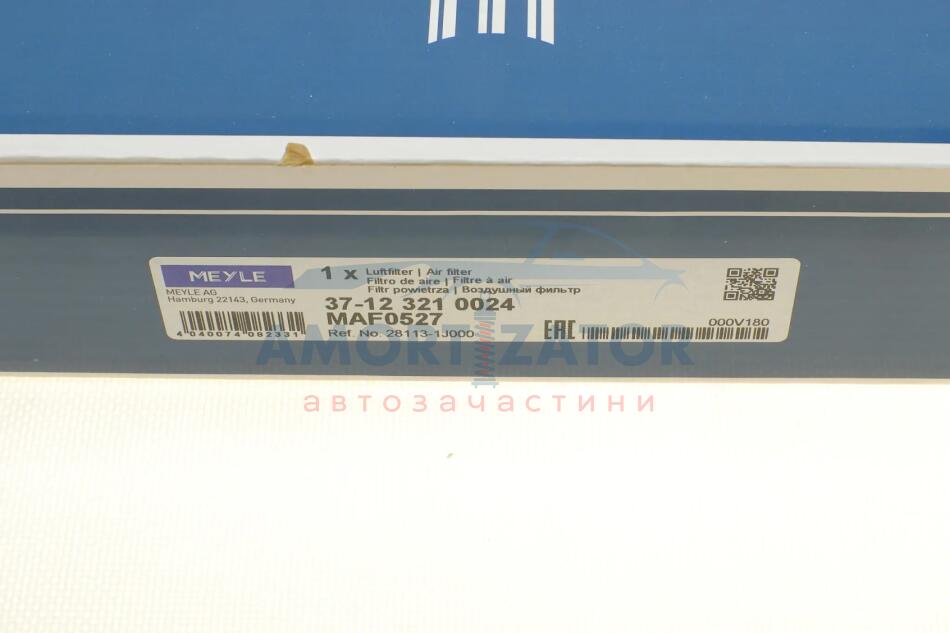 MEYLE
MEYLE AG
Hamburg 22143, Germany
4 040074 082331
1 x Luftfilter | Air filter
Filtro de aire | Filtre à air
Filtr powietrza | Воздушный фильтр
37-12 321 0024
MAF0527
Ref. No. 28113-1J000
EAC
000V180
AMORTIZATOR
автозачастини